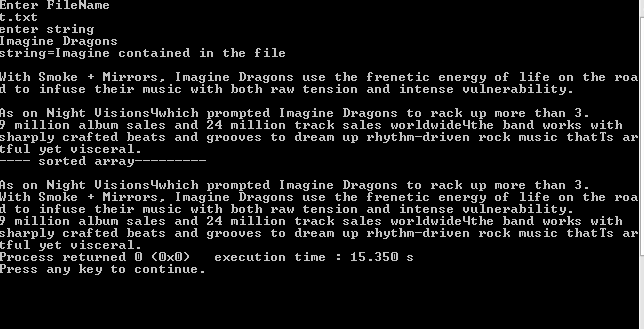 Enter FileName
t.txt
enter string
Imagine Dragons
string=Imagine contained in the file
With Smoke + Mirrors, Imagine Dragons use the frenetic energy of life on the roa
d to infuse their music with both raw tension and intense vulnerability.
As on Night Visions4which prompted Imagine Dragons to rack up more than 3.
9 million album sales and 24 million track sales worldwide4the band works with
sharply crafted beats and grooves to dream up rhythm-driven rock music thatTs ar
tful yet visceral.
---- sorted array---------
As on Night Visions4which prompted Imagine Dragons to rack up more than 3.
With Smoke + Mirrors, Imagine Dragons use the frenetic energy of life on the roa
d to infuse their music with both raw tension and intense vulnerability.
9 million album sales and 24 million track sales worldwide4the band works with
sharply crafted beats and grooves to dream up rhythm-driven rock music thatTs ar
tful yet visceral.
Process returned 0 (0x0)   execution time : 15.350 s
Press any key to continue.